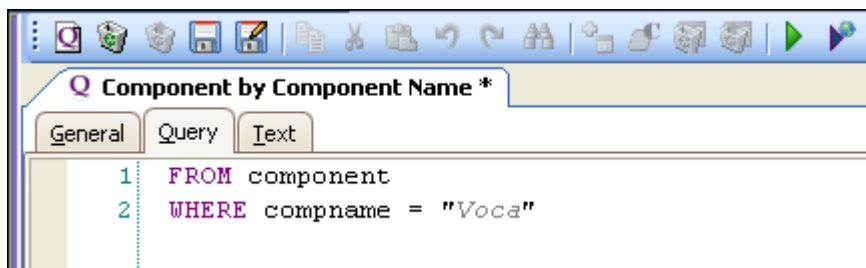 Q Component by Component Name *
General Query Text
1 FROM component
2 WHERE compname = "Voca"